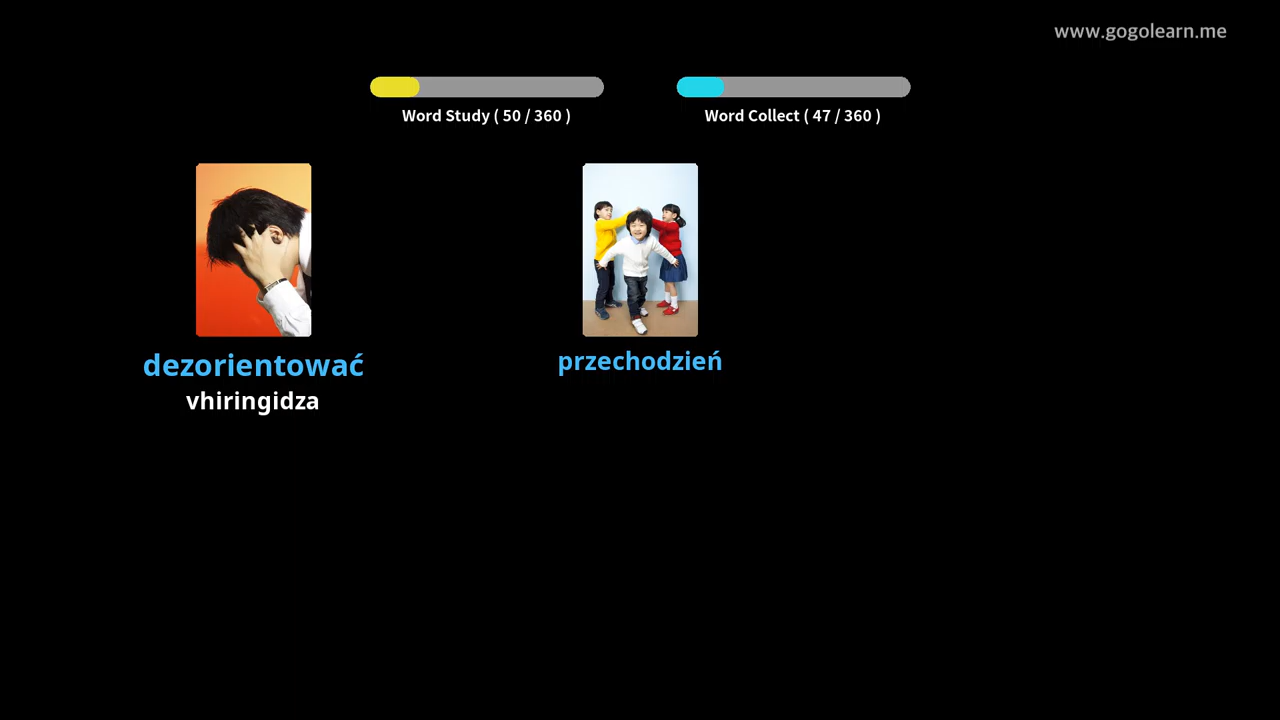 www.gogolearn.me
Word Study ( 50 / 360 )
Word Collect ( 47 / 360 )
dezorientować
vhiringidza
przechodzień